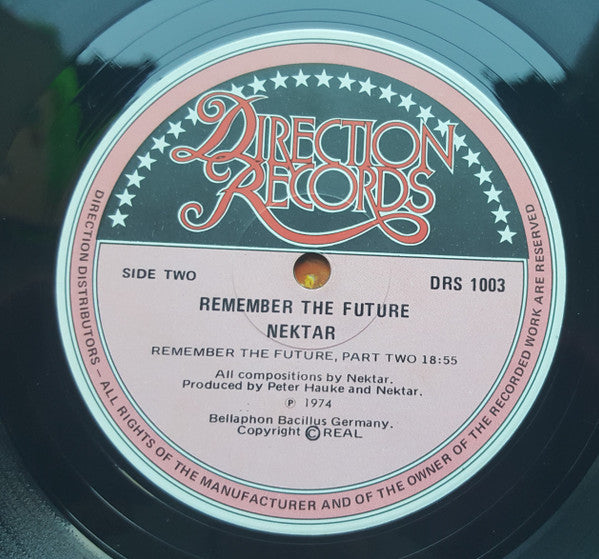 DIRECTION
RECORDS
SIDE TWO
DRS 1003
REMEMBER THE FUTURE
NEKTAR
REMEMBER THE FUTURE, PART TWO 18:55
All compositions by Nektar.
Produced by Peter Hauke and Nektar.
Ⓟ 1974
Bellaphon Bacillus Germany.
Copyright © REAL
DIRECTION DISTRIBUTORS – ALL RIGHTS OF THE MANUFACTURER AND OF THE OWNER OF THE RECORDED WORK ARE RESERVED